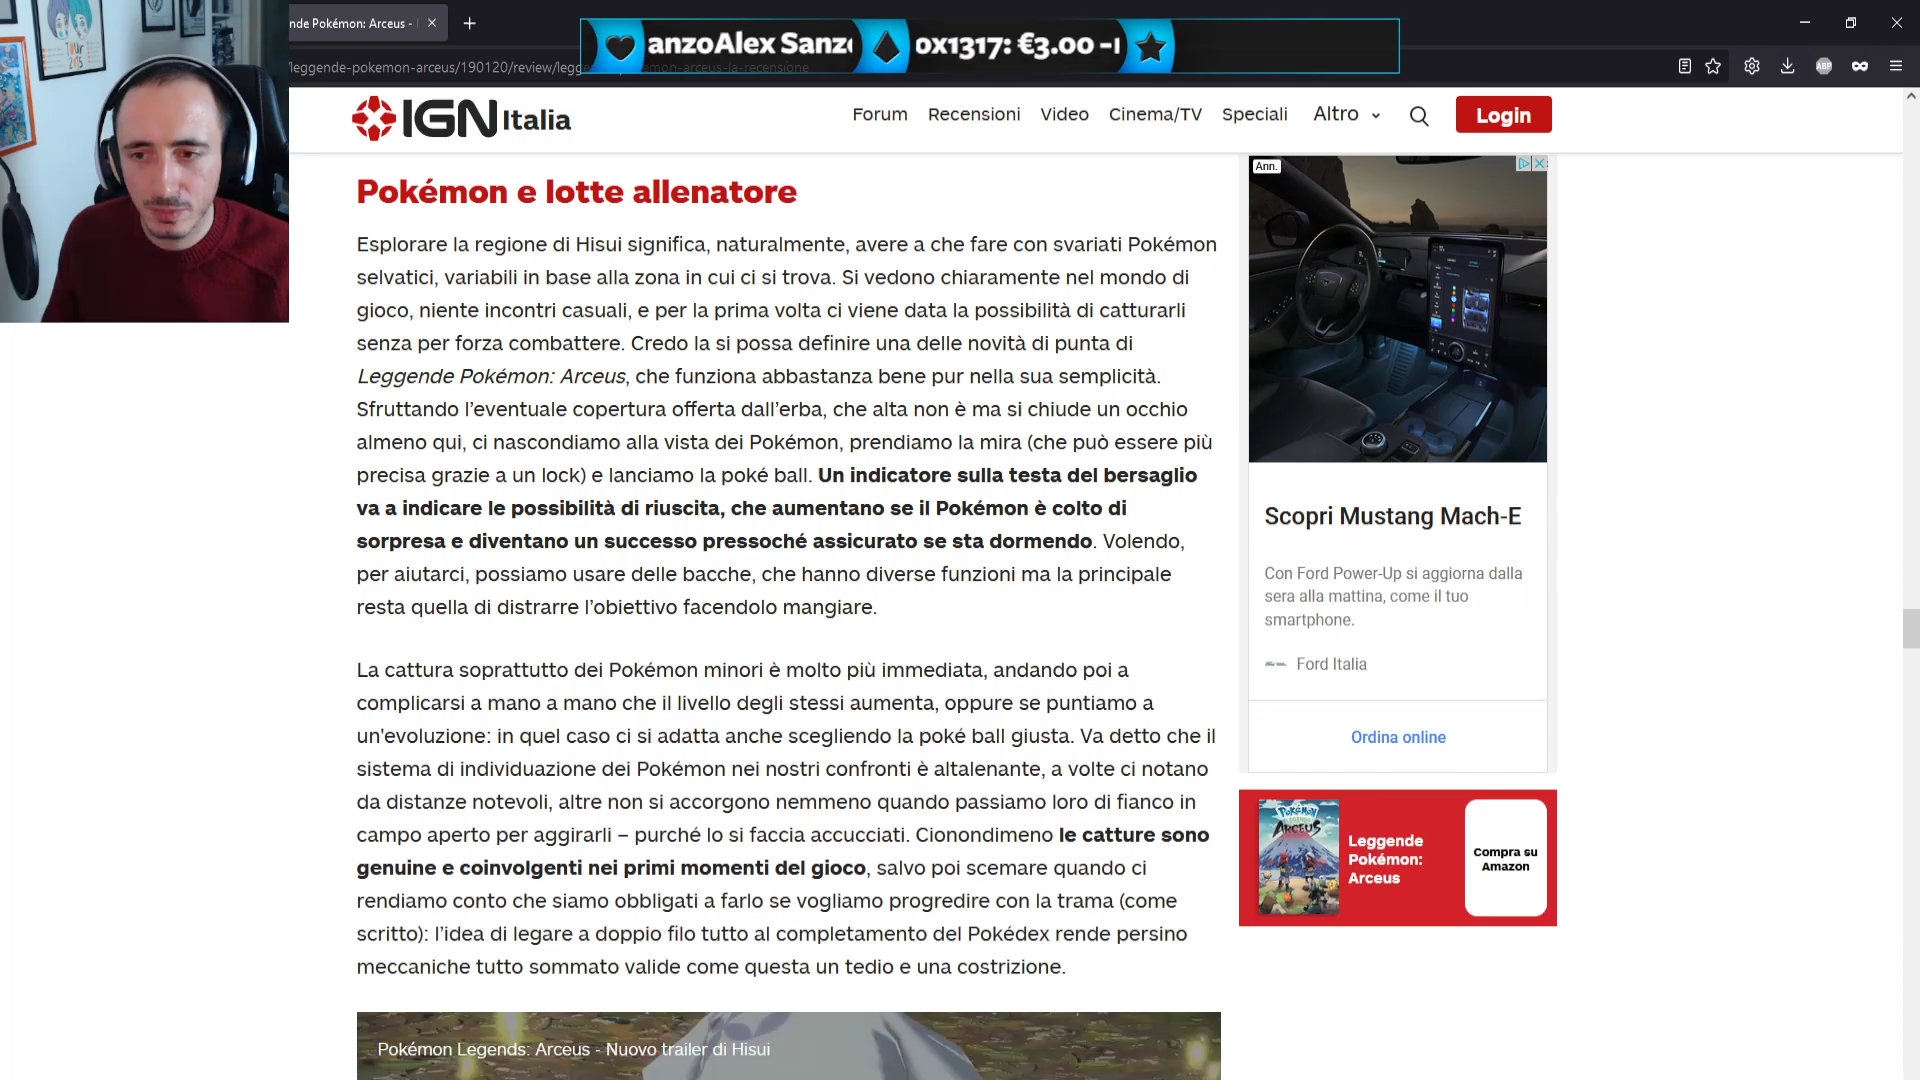 nde Pokémon: Arceus -
anzoAlex Sanz
ox1317: €3.00 –
leggende-pokemon-arceus/190120/review/legg
emon-arceus-la-recensione
ABP
TOUR
2015
IGN Italia
Forum Recensioni Video Cinema/TV Speciali Altro
Login
Pokémon e lotte allenatore
Esplorare la regione di Hisui significa, naturalmente, avere a che fare con svariati Pokémon
selvatici, variabili in base alla zona in cui ci si trova. Si vedono chiaramente nel mondo di
gioco, niente incontri casuali, e per la prima volta ci viene data la possibilità di catturarli
senza per forza combattere. Credo la si possa definire una delle novità di punta di
Leggende Pokémon: Arceus, che funziona abbastanza bene pur nella sua semplicità.
Sfruttando l’eventuale copertura offerta dall’erba, che alta non è ma si chiude un occhio
almeno qui, ci nascondiamo alla vista dei Pokémon, prendiamo la mira (che può essere più
precisa grazie a un lock) e lanciamo la poké ball. Un indicatore sulla testa del bersaglio
va a indicare le possibilità di riuscita, che aumentano se il Pokémon è colto di
sorpresa e diventano un successo pressoché assicurato se sta dormendo. Volendo,
per aiutarci, possiamo usare delle bacche, che hanno diverse funzioni ma la principale
resta quella di distrarre l’obiettivo facendolo mangiare.
La cattura soprattutto dei Pokémon minori è molto più immediata, andando poi a
complicarsi a mano a mano che il livello degli stessi aumenta, oppure se puntiamo a
un'evoluzione: in quel caso ci si adatta anche scegliendo la poké ball giusta. Va detto che il
sistema di individuazione dei Pokémon nei nostri confronti è altalenante, a volte ci notano
da distanze notevoli, altre non si accorgono nemmeno quando passiamo loro di fianco in
campo aperto per aggirarli – purché lo si faccia accucciati. Cionondimeno le catture sono
genuine e coinvolgenti nei primi momenti del gioco, salvo poi scemare quando ci
rendiamo conto che siamo obbligati a farlo se vogliamo progredire con la trama (come
scritto): l’idea di legare a doppio filo tutto al completamento del Pokédex rende persino
meccaniche tutto sommato valide come questa un tedio e una costrizione.
Pokémon Legends: Arceus - Nuovo trailer di Hisui
Ann.
Scopri Mustang Mach-E
Con Ford Power-Up si aggiorna dalla
sera alla mattina, come il tuo
smartphone.
Ford Italia
Ordina online
POKÉMON
ARCEUS
Leggende
Pokémon:
Arceus
Compra su
Amazon